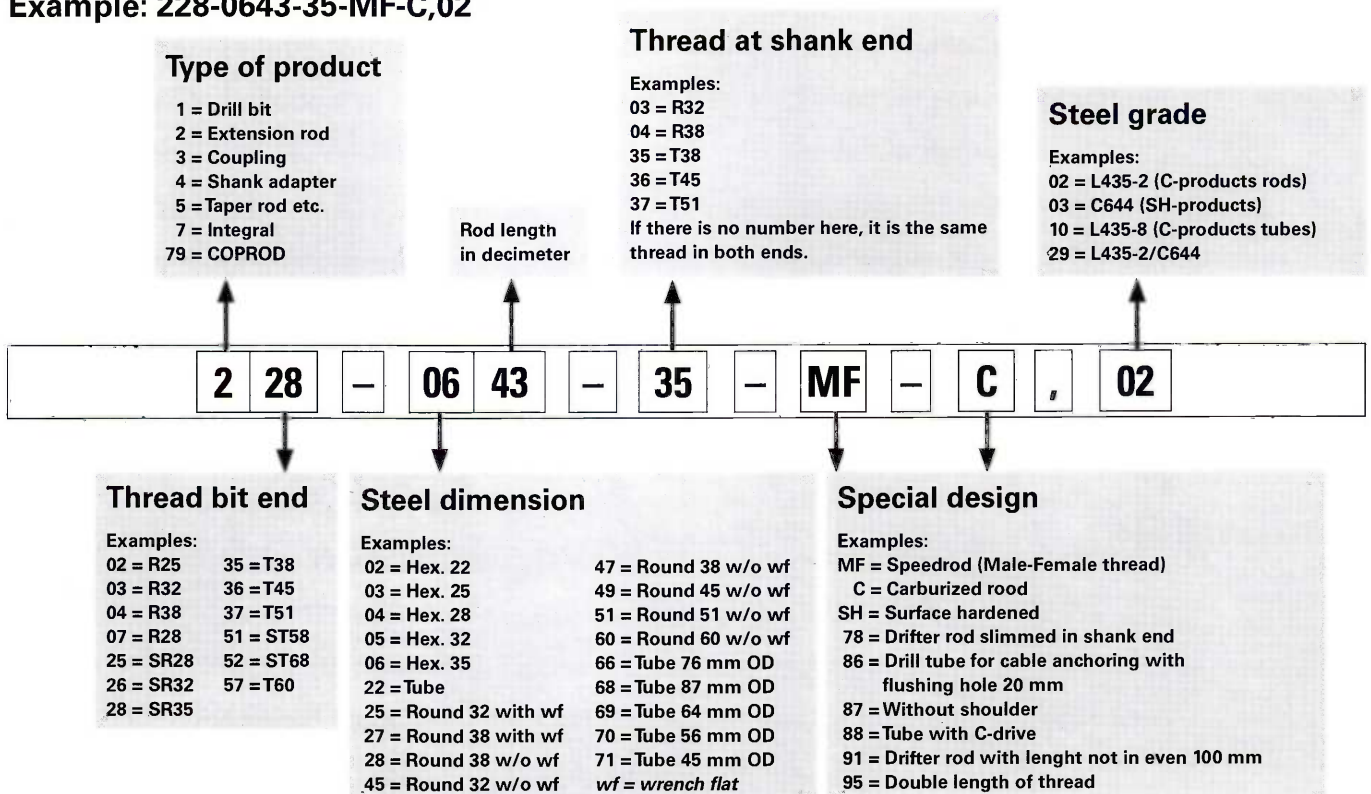 Example: 228-0643-35-MF-C,02
Type of product
1 = Drill bit
2 = Extension rod
3 = Coupling
4 = Shank adapter
5 =Taper rod etc.
7 = Integral
79 = COPROD
Rod length
in decimeter
Thread at shank end
Examples:
03 = R32
04 = R38
35 = T38
36 = T45
37 = T51
If there is no number here, it is the same
thread in both ends.
Steel grade
Examples:
02 = L435-2 (C-products rods)
03 = C644 (SH-products)
10 = L435-8 (C-products tubes)
29 = L435-2/C644
2 28 – 06 43 – 35 – MF – C , 02
Thread bit end
Examples:
02 = R25
03 = R32
04 = R38
07 = R28
25 = SR28
26 = SR32
28 = SR35
35 =T38
36 =T45
37 =T51
51 = ST58
52 = ST68
57 =T60
Steel dimension
Examples:
02 = Hex. 22
03 = Hex. 25
04 = Hex. 28
05 = Hex. 32
06 = Hex. 35
22 =Tube
25 = Round 32 with wf
27 = Round 38 with wf
28 = Round 38 w/o wf
45 = Round 32 w/o wf
47 = Round 38 w/o wf
49 = Round 45 w/o wf
51 = Round 51 w/o wf
60 = Round 60 w/o wf
66 =Tube 76 mm OD
68 =Tube 87 mm OD
69 =Tube 64 mm OD
70 =Tube 56 mm OD
71 =Tube 45 mm OD
wf = wrench flat
Special design
Examples:
MF = Speedrod (Male-Female thread)
C = Carburized rood
SH = Surface hardened
78 = Drifter rod slimmed in shank end
86 = Drill tube for cable anchoring with
flushing hole 20 mm
87 =Without shoulder
88 =Tube with C-drive
91 = Drifter rod with lenght not in even 100 mm
95 = Double length of thread